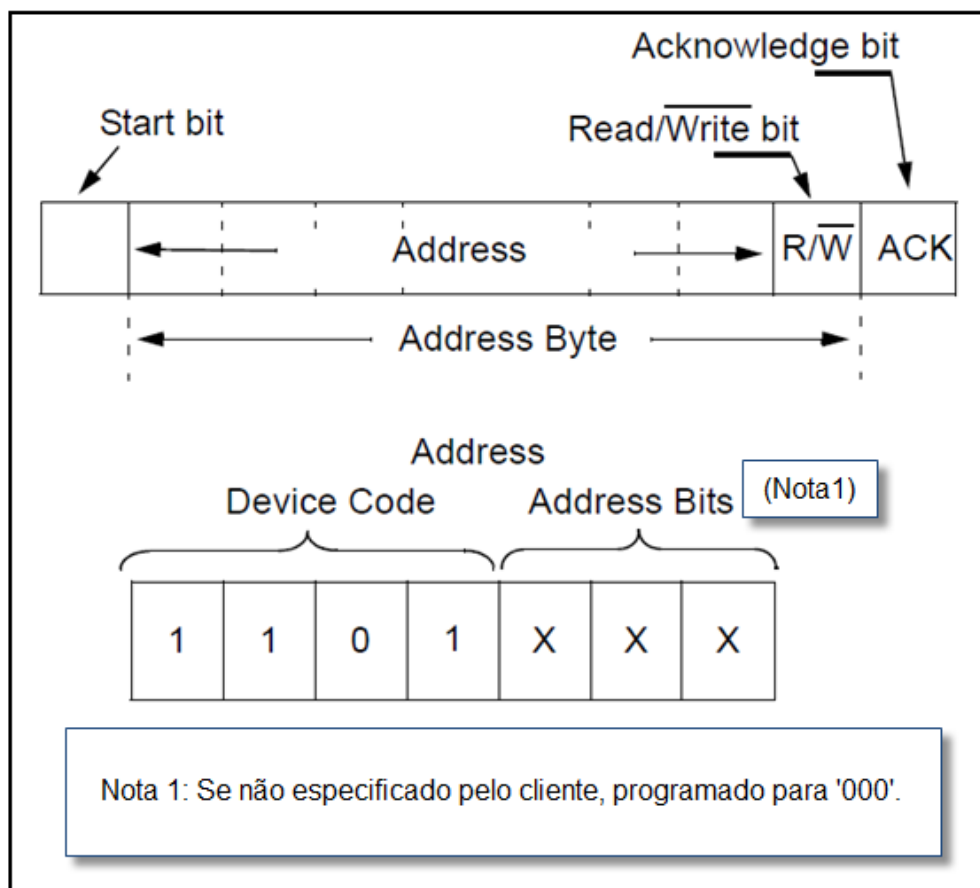 Acknowledge bit
Start bit
Read/Write bit
Address R/W ACK
Address Byte
Address
Device Code Address Bits (Nota1)
1 1 0 1 X X X
Nota 1: Se não especificado pelo cliente, programado para '000'.